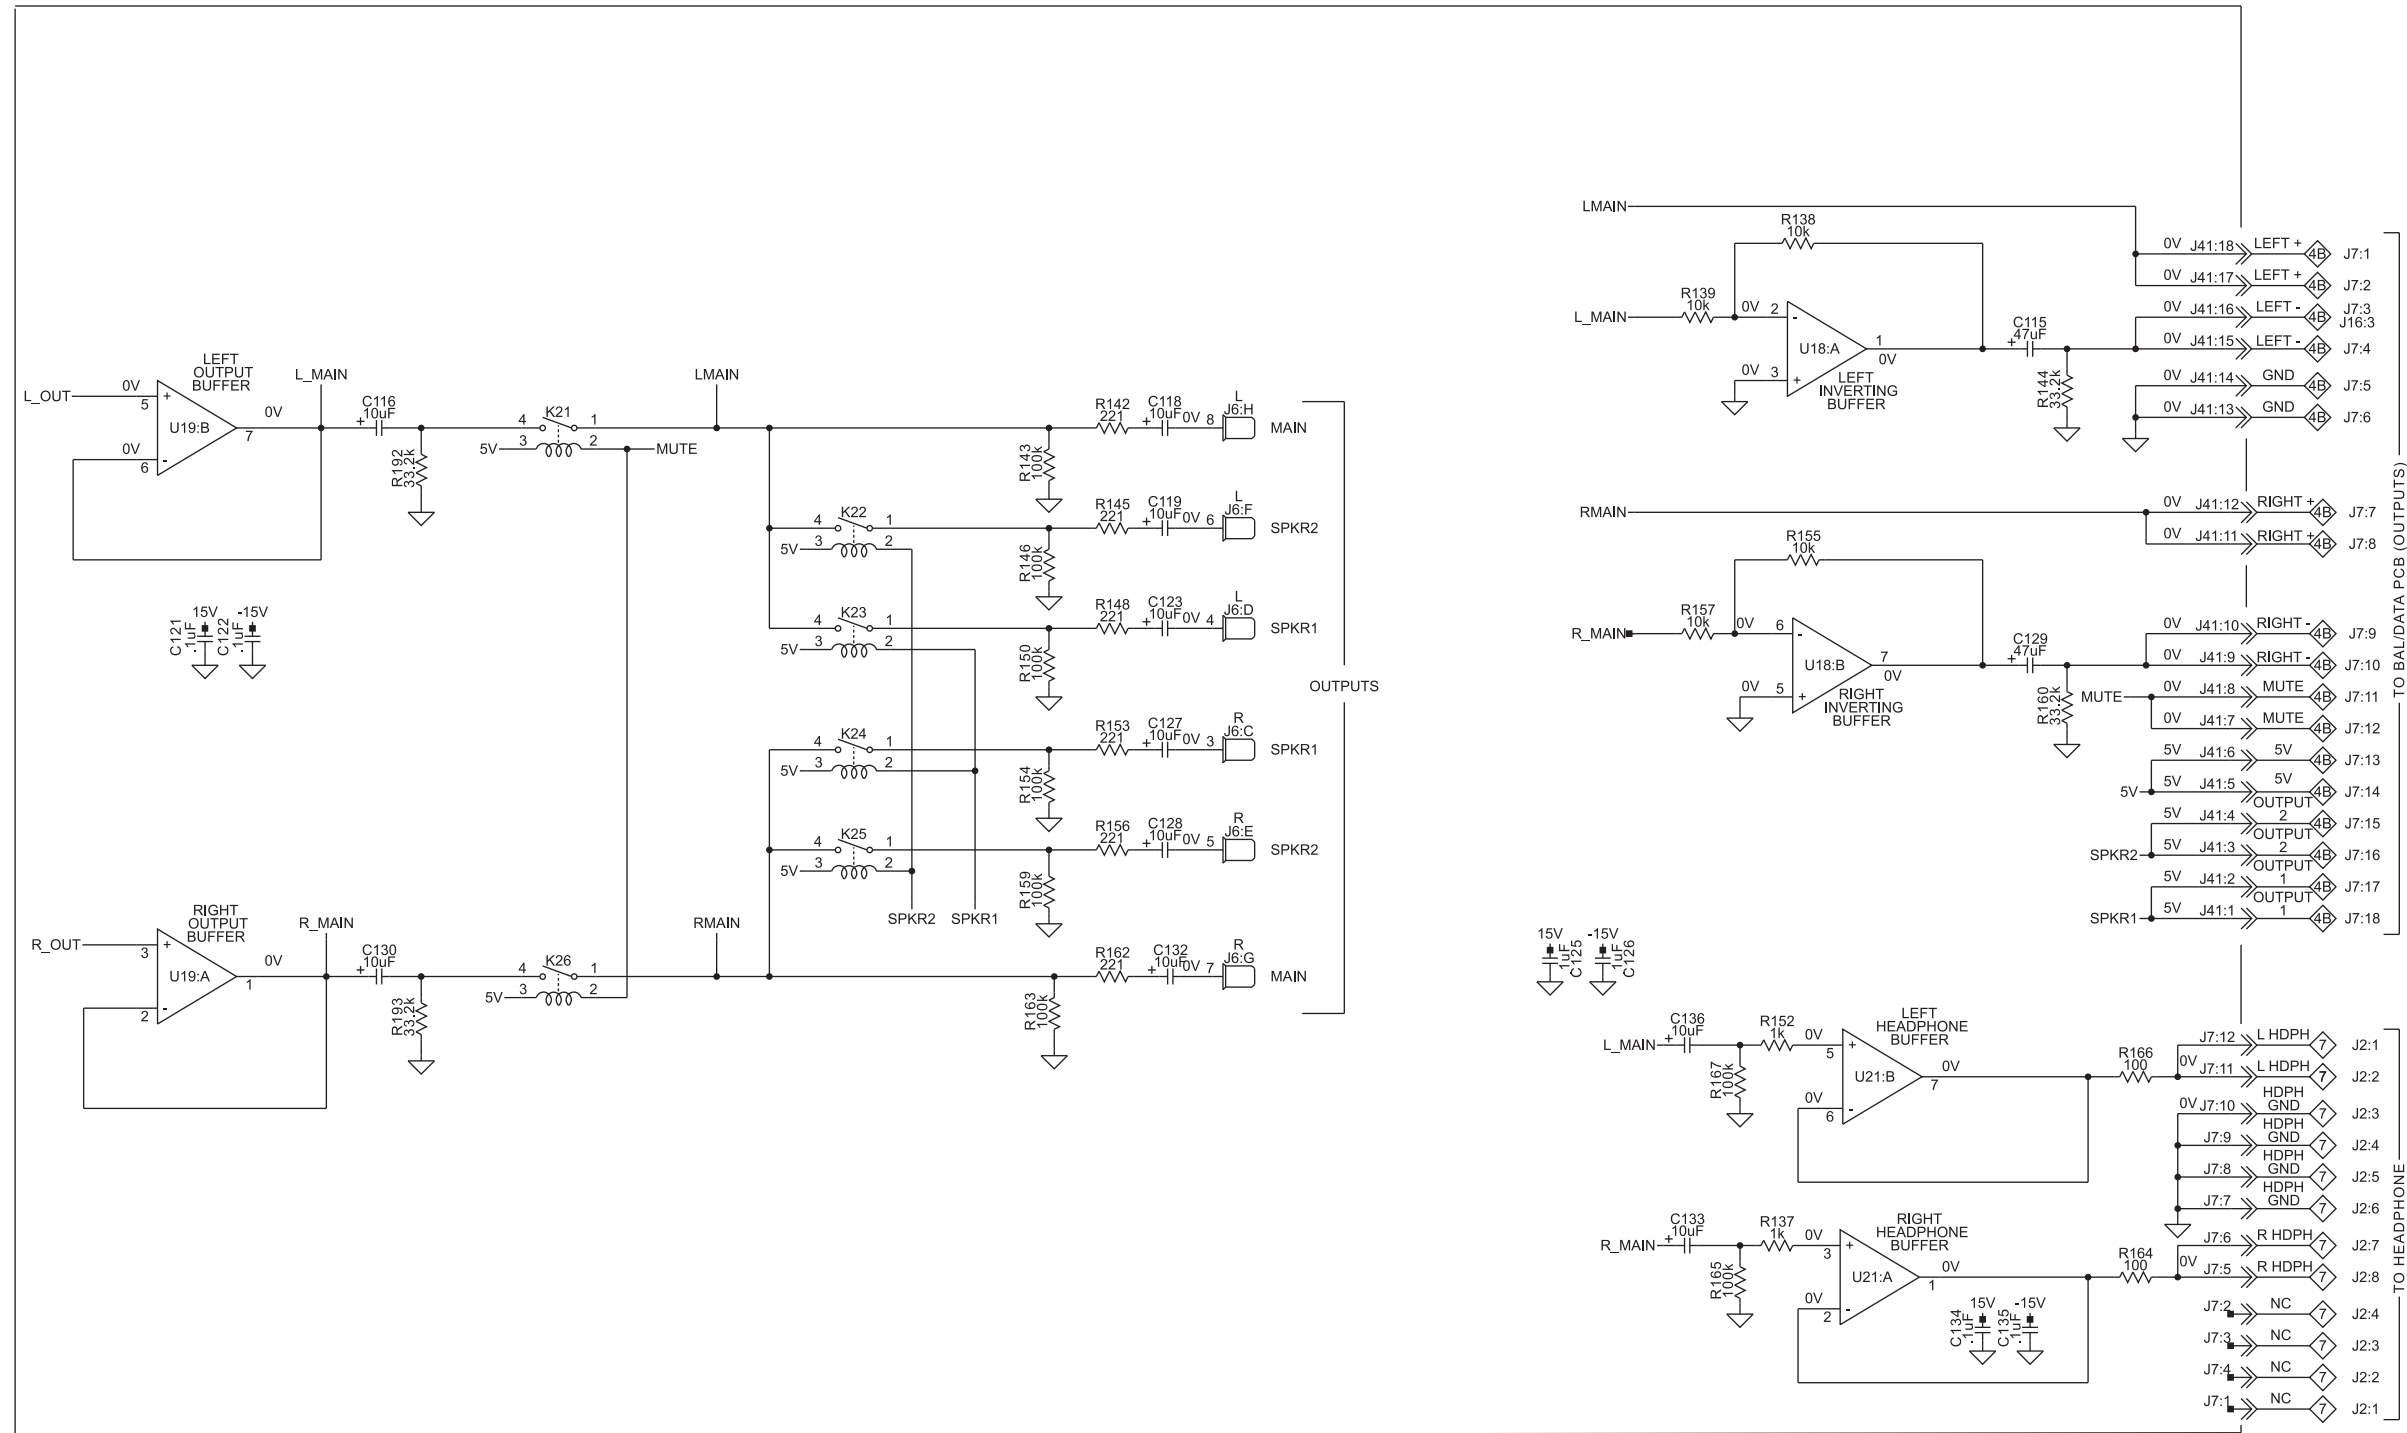 LEFT
OUTPUT
BUFFER
L_OUT
0V
5
+
U19:B
0V
6
-
0V
7
L_MAIN
C116
10uF
+
R192
33.2k
4
K21
1
5V
3
2
MUTE
LMAIN
R142
221
C118
10uF
+
0V
8
L
J6:H
MAIN
R143
100k
4
K22
1
5V
3
2
R145
221
C119
10uF
+
0V
6
L
J6:F
SPKR2
R146
100k
4
K23
1
5V
3
2
R148
221
C123
10uF
+
0V
4
L
J6:D
SPKR1
R150
100k
OUTPUTS
15V
C121
.1uF
-15V
C122
.1uF
4
K24
1
5V
3
2
R153
221
C127
10uF
+
0V
3
R
J6:C
SPKR1
R154
100k
4
K25
1
5V
3
2
R156
221
C128
10uF
+
0V
5
R
J6:E
SPKR2
R159
100k
SPKR2
SPKR1
RIGHT
OUTPUT
BUFFER
R_OUT
3
+
U19:A
2
-
0V
1
R_MAIN
C130
10uF
+
R193
33.2k
4
K26
1
5V
3
2
RMAIN
R162
221
C132
10uF
+
0V
7
R
J6:G
MAIN
R163
100k
LMAIN
R138
10k
L_MAIN
R139
10k
0V
2
-
U18:A
0V
3
+
1
0V
LEFT
INVERTING
BUFFER
C115
47uF
+
R144
33.2k
0V J41:18 LEFT + 4B J7:1
0V J41:17 LEFT + 4B J7:2
0V J41:16 LEFT - 4B J7:3
J16:3
0V J41:15 LEFT - 4B J7:4
0V J41:14 GND 4B J7:5
0V J41:13 GND 4B J7:6
RMAIN
0V J41:12 RIGHT + 4B J7:7
0V J41:11 RIGHT + 4B J7:8
R155
10k
R_MAIN
R157
10k
0V
6
-
U18:B
0V
5
+
7
0V
RIGHT
INVERTING
BUFFER
C129
47uF
+
R160
33.2k
0V J41:10 RIGHT - 4B J7:9
0V J41:9 RIGHT - 4B J7:10
MUTE
0V J41:8 MUTE 4B J7:11
0V J41:7 MUTE 4B J7:12
5V J41:6 5V 4B J7:13
5V
5V J41:5 5V 4B J7:14
OUTPUT
5V J41:4 2 4B J7:15
OUTPUT
SPKR2
5V J41:3 2 4B J7:16
OUTPUT
5V J41:2 1 4B J7:17
OUTPUT
SPKR1
5V J41:1 1 4B J7:18
TO BAL/DATA PCB (OUTPUTS)
15V
.1uF
C125
-15V
.1uF
C126
L_MAIN
C136
10uF
+
R152
1k
R167
100k
0V
5
+
U21:B
0V
6
-
LEFT
HEADPHONE
BUFFER
0V
7
R166
100
J7:12 L HDPH 7 J2:1
0V
J7:11 L HDPH 7 J2:2
HDPH
0V J7:10 GND 7 J2:3
HDPH
J7:9 GND 7 J2:4
HDPH
J7:8 GND 7 J2:5
HDPH
J7:7 GND 7 J2:6
R_MAIN
C133
10uF
+
R137
1k
R165
100k
0V
3
+
U21:A
0V
2
-
RIGHT
HEADPHONE
BUFFER
0V
1
C134
.1uF
15V
C135
.1uF
-15V
R164
100
J7:6 R HDPH 7 J2:7
0V
J7:5 R HDPH 7 J2:8
J7:2 NC 7 J2:4
J7:3 NC 7 J2:3
J7:4 NC 7 J2:2
J7:1 NC 7 J2:1
TO HEADPHONE